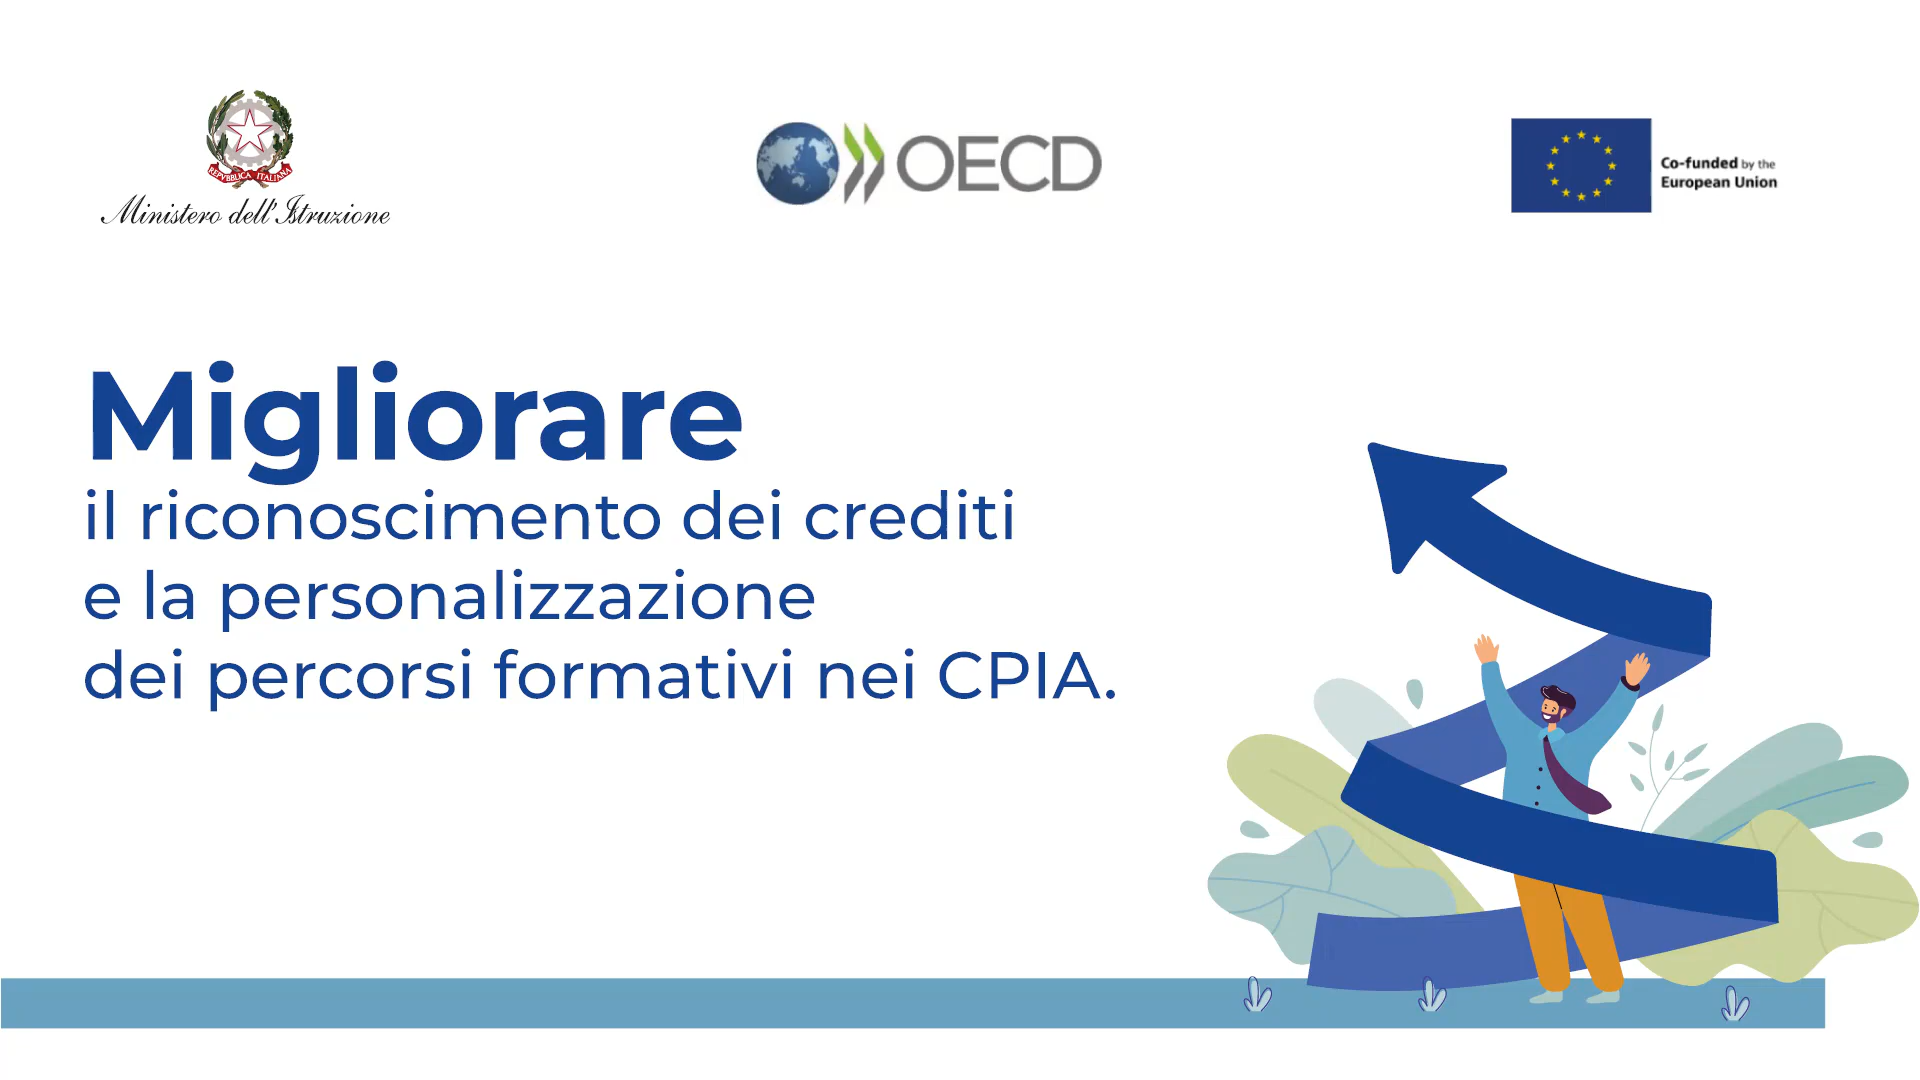 REPVBBLICA ITALIANA
Ministero dell'Istruzione
OECD
Co-funded by the
European Union
Migliorare
il riconoscimento dei crediti
e la personalizzazione
dei percorsi formativi nei CPIA.